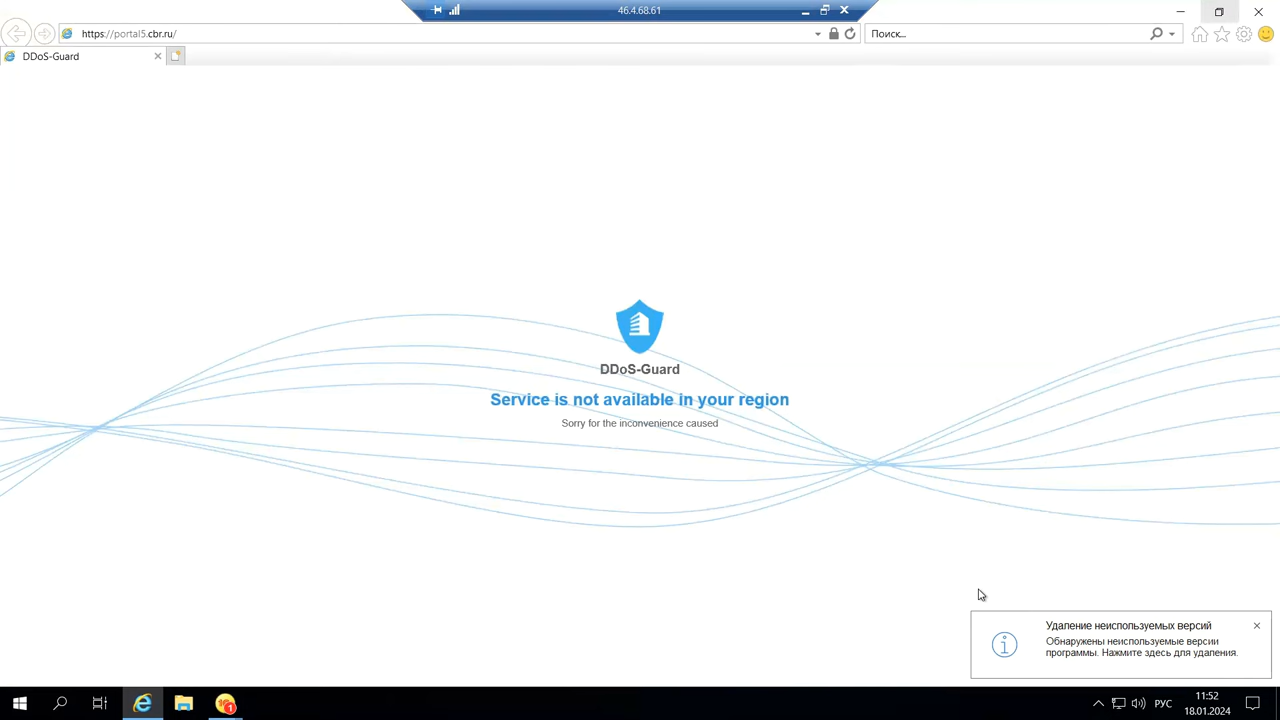 46.4.68.61
https://portal5.cbr.ru/
Поиск...
DDoS-Guard
DDoS-Guard
Service is not available in your region
Sorry for the inconvenience caused
Удаление неиспользуемых версий
Обнаружены неиспользуемые версии
программы. Нажмите здесь для удаления.
1
РУС
11:52
18.01.2024